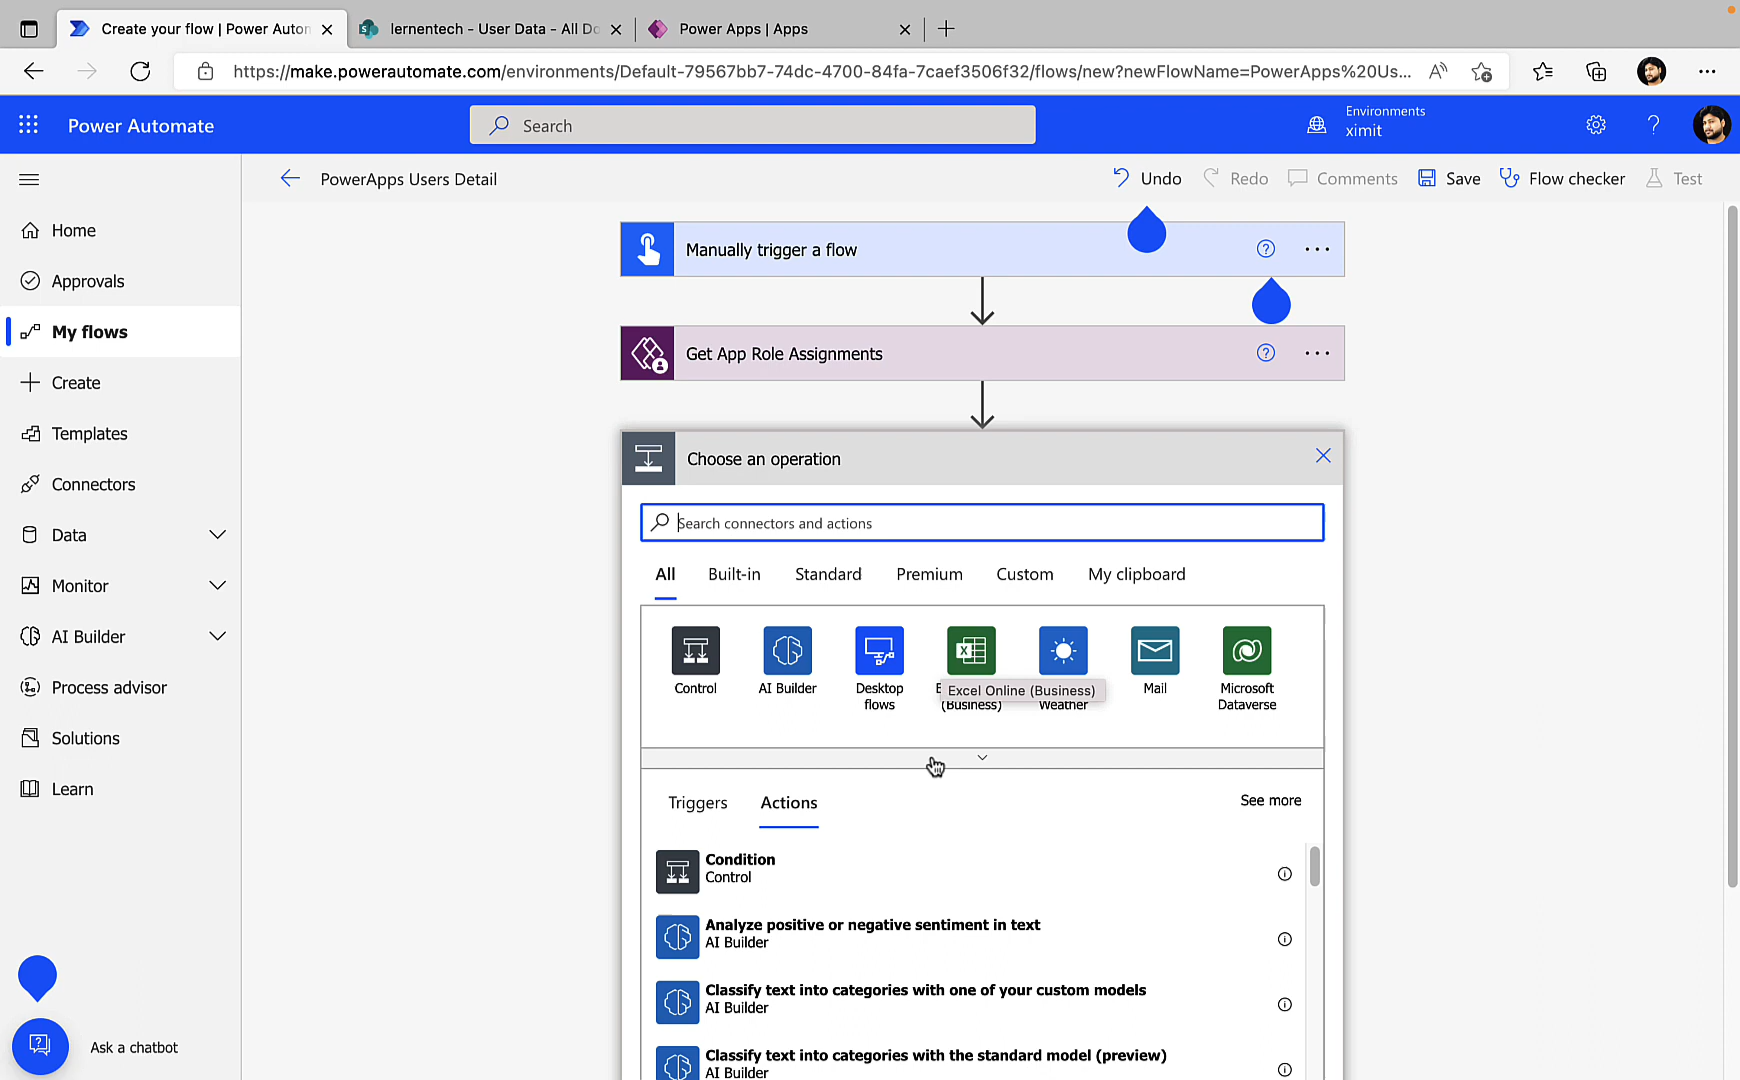 Create your flow | Power Auton
lernentech - User Data - All Do
Power Apps | Apps
https://make.powerautomate.com/environments/Default-79567bb7-74dc-4700-84fa-7caef3506f32/flows/new?newFlowName=PowerApps%20Us...
Power Automate
Search
Environments
ximit
PowerApps Users Detail
Undo
Redo
Comments
Save
Flow checker
Test
Home
Approvals
My flows
Create
Templates
Connectors
Data
Monitor
AI Builder
Process advisor
Solutions
Learn
Ask a chatbot
Manually trigger a flow
Get App Role Assignments
Choose an operation
Search connectors and actions
All
Built-in
Standard
Premium
Custom
My clipboard
Control
AI Builder
Desktop
flows
Excel Online (Business)
(Business)
Weather
Mail
Microsoft
Dataverse
Triggers
Actions
See more
Condition
Control
Analyze positive or negative sentiment in text
AI Builder
Classify text into categories with one of your custom models
AI Builder
Classify text into categories with the standard model (preview)
AI Builder